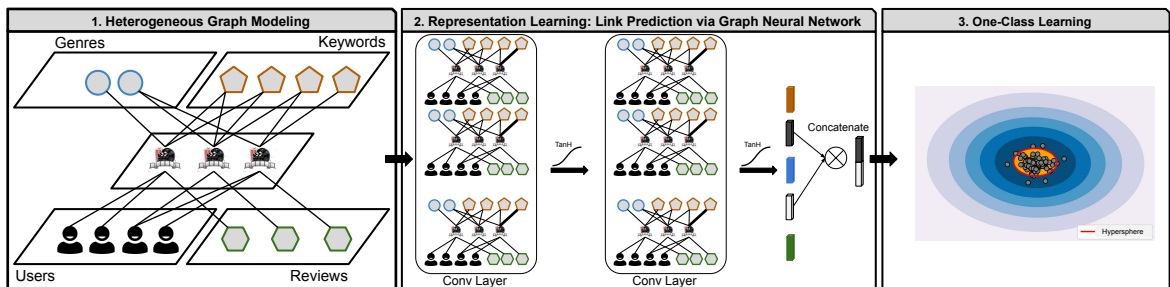 1. Heterogeneous Graph Modeling
Genres
Keywords
Users
Reviews
2. Representation Learning: Link Prediction via Graph Neural Network
TanH
TanH
Concatenate
Conv Layer
Conv Layer
3. One-Class Learning
Hypersphere